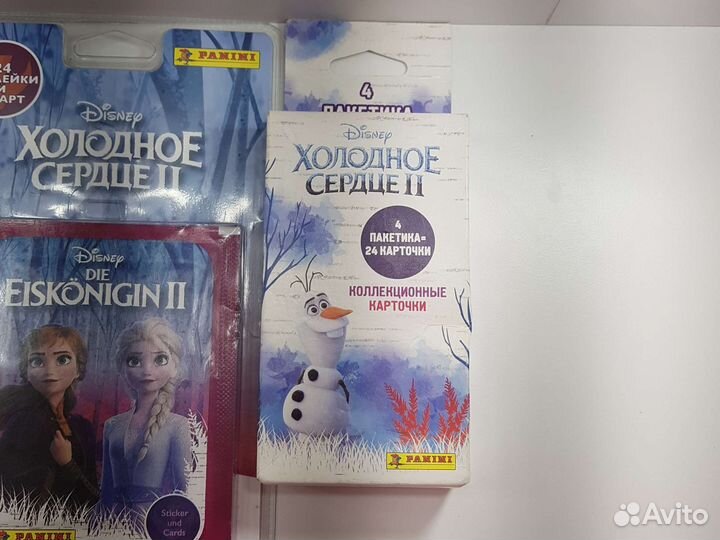 24
НАКЛЕЙКИ
И
КАРТ
PANINI
Disney
ХОЛОДНОЕ
СЕРДЦЕ II
Disney
DIE
EISKÖNIGIN II
Sticker
und
Cards
PANINI
4
ПАКЕТИКА
Disney
ХОЛОДНОЕ
СЕРДЦЕ II
4
ПАКЕТИКА=
24 КАРТОЧКИ
КОЛЛЕКЦИОННЫЕ
КАРТОЧКИ
PANINI
Avito